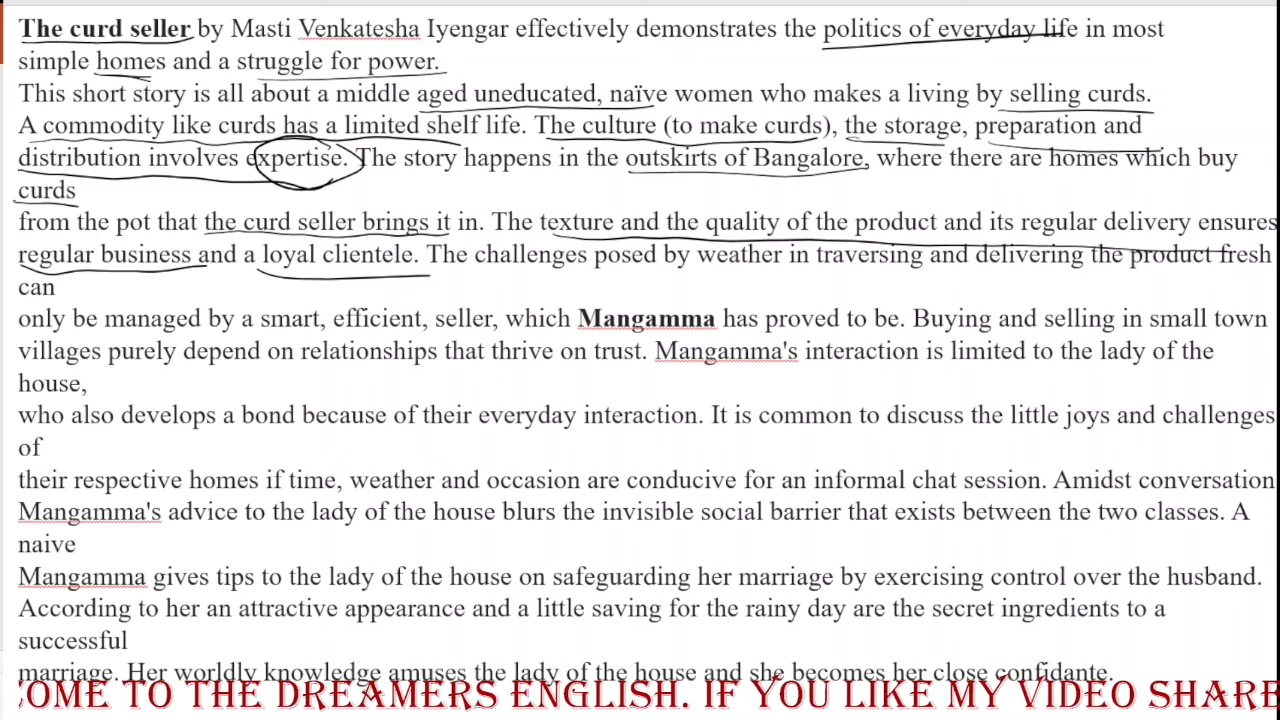 The curd seller by Masti Venkatesha Iyengar effectively demonstrates the politics of everyday life in most
simple homes and a struggle for power.
This short story is all about a middle aged uneducated, naïve women who makes a living by selling curds.
A commodity like curds has a limited shelf life. The culture (to make curds), the storage, preparation and
distribution involves expertise. The story happens in the outskirts of Bangalore, where there are homes which buy
curds
from the pot that the curd seller brings it in. The texture and the quality of the product and its regular delivery ensures
regular business and a loyal clientele. The challenges posed by weather in traversing and delivering the product fresh
can
only be managed by a smart, efficient, seller, which Mangamma has proved to be. Buying and selling in small town
villages purely depend on relationships that thrive on trust. Mangamma's interaction is limited to the lady of the
house,
who also develops a bond because of their everyday interaction. It is common to discuss the little joys and challenges
of
their respective homes if time, weather and occasion are conducive for an informal chat session. Amidst conversation
Mangamma's advice to the lady of the house blurs the invisible social barrier that exists between the two classes. A
naive
Mangamma gives tips to the lady of the house on safeguarding her marriage by exercising control over the husband.
According to her an attractive appearance and a little saving for the rainy day are the secret ingredients to a
successful
marriage. Her worldly knowledge amuses the lady of the house and she becomes her close confidante.
OME TO THE DREAMERS ENGLISH. IF YOU LIKE MY VIDEO SHARE